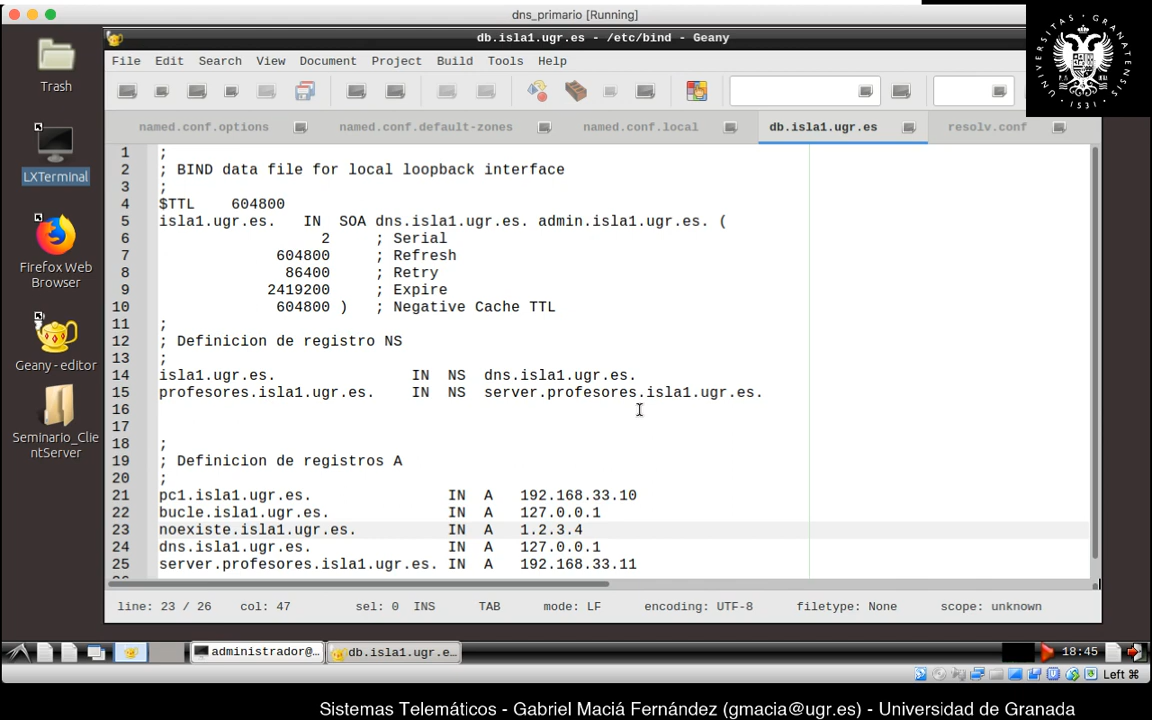 dns_primario [Running]
db.isla1.ugr.es - /etc/bind - Geany
File Edit Search View Document Project Build Tools Help
named.conf.options named.conf.default-zones named.conf.local db.isla1.ugr.es resolv.conf
Trash
LXTerminal
Firefox Web
Browser
Geany - editor
Seminario_Clie
ntServer
1 ;
2 ; BIND data file for local loopback interface
3 ;
4 $TTL 604800
5 isla1.ugr.es. IN SOA dns.isla1.ugr.es. admin.isla1.ugr.es. (
6 2 ; Serial
7 604800 ; Refresh
8 86400 ; Retry
9 2419200 ; Expire
10 604800 ) ; Negative Cache TTL
11 ;
12 ; Definicion de registro NS
13 ;
14 isla1.ugr.es. IN NS dns.isla1.ugr.es.
15 profesores.isla1.ugr.es. IN NS server.profesores.isla1.ugr.es.
16
17
18 ;
19 ; Definicion de registros A
20 ;
21 pc1.isla1.ugr.es. IN A 192.168.33.10
22 bucle.isla1.ugr.es. IN A 127.0.0.1
23 noexiste.isla1.ugr.es. IN A 1.2.3.4
24 dns.isla1.ugr.es. IN A 127.0.0.1
25 server.profesores.isla1.ugr.es. IN A 192.168.33.11
line: 23 / 26 col: 47 sel: 0 INS TAB mode: LF encoding: UTF-8 filetype: None scope: unknown
administrador@... db.isla1.ugr.e... 18:45
Left ⌘
UNIVERSITAS GRANATENSIS
1531
Sistemas Telemáticos - Gabriel Maciá Fernández (gmacia@ugr.es) - Universidad de Granada